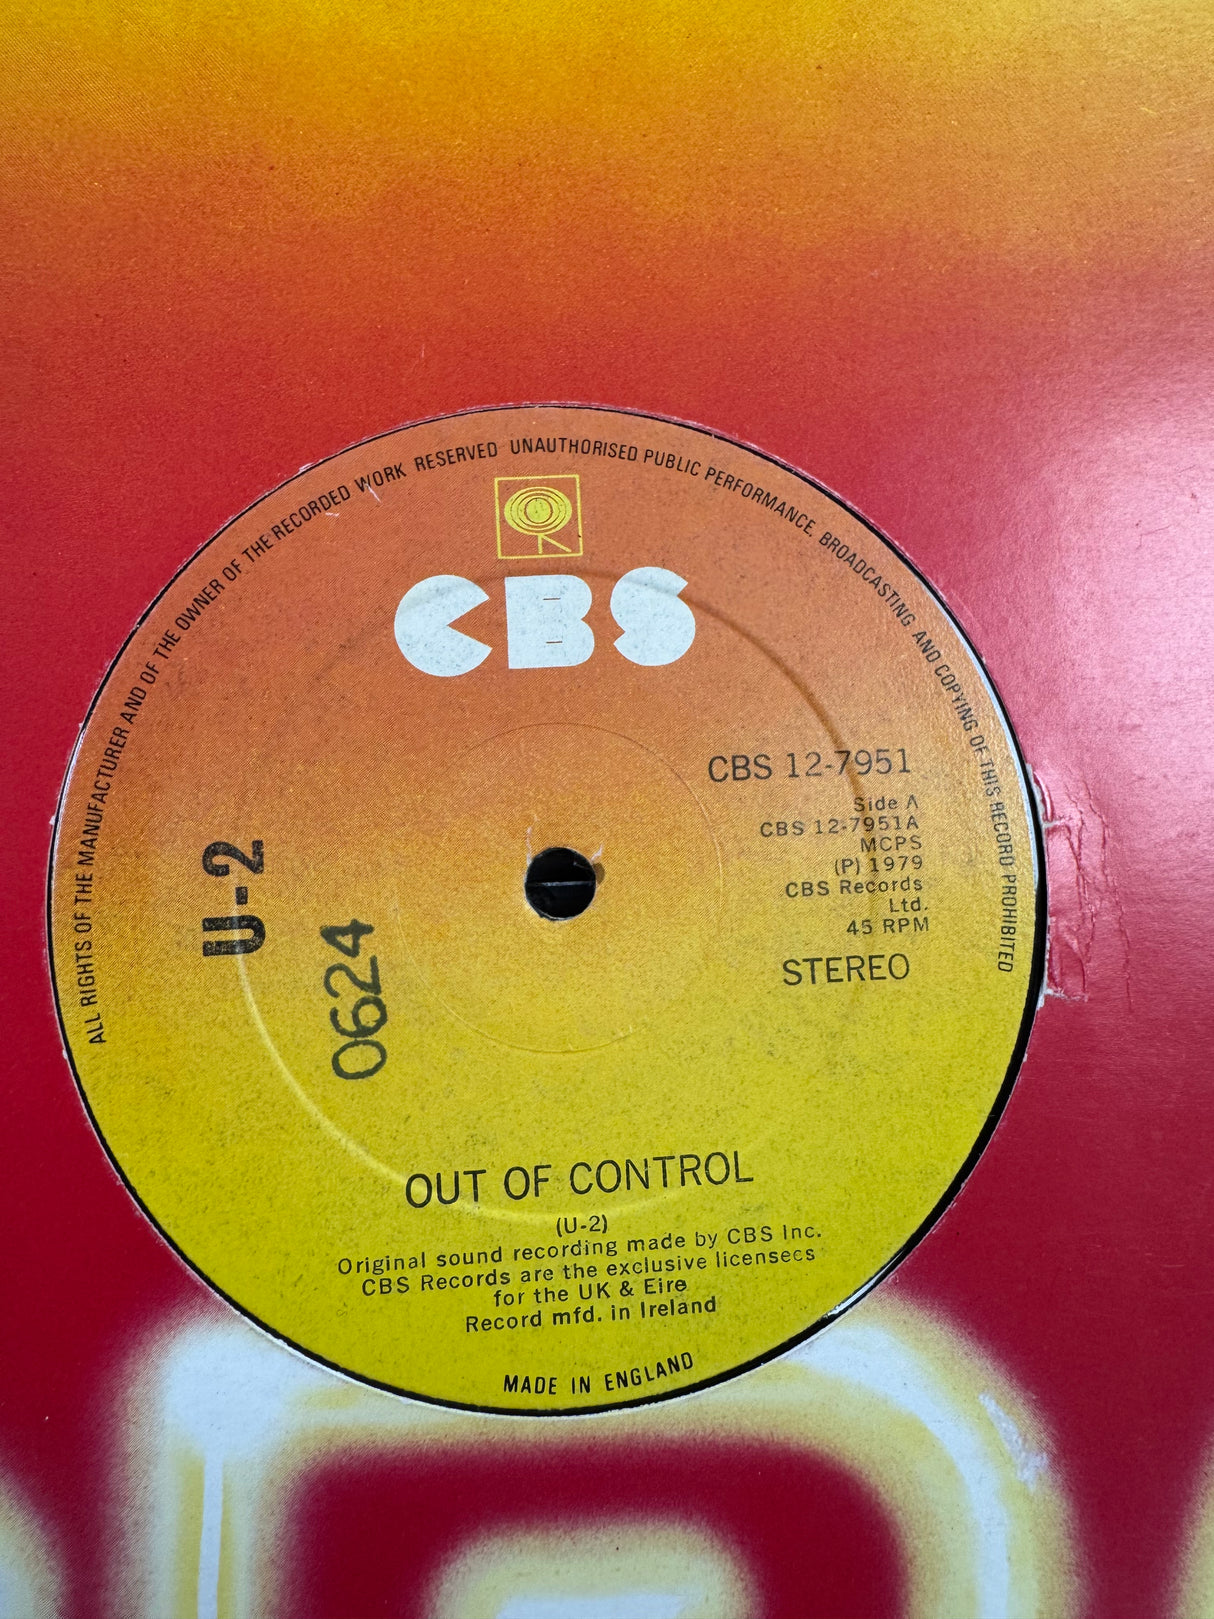 ALL RIGHTS OF THE MANUFACTURER AND OF THE OWNER OF THE RECORDED WORK RESERVED UNAUTHORISED PUBLIC PERFORMANCE, BROADCASTING AND COPYING OF THIS RECORD PROHIBITED
CBS
CBS 12-7951
Side A
CBS 12-7951A
MCPS
(P) 1979
CBS Records
Ltd.
45 RPM
STEREO
U-2
0624
OUT OF CONTROL
(U-2)
Original sound recording made by CBS Inc.
CBS Records are the exclusive licensees
for the UK & Eire
Record mfd. in Ireland
MADE IN ENGLAND